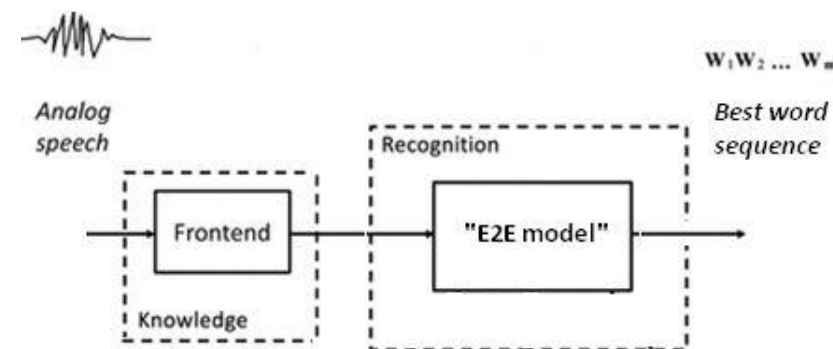 W₁W₂ ... Wₘ
Analog
speech
Best word
sequence
Recognition
Frontend
"E2E model"
Knowledge